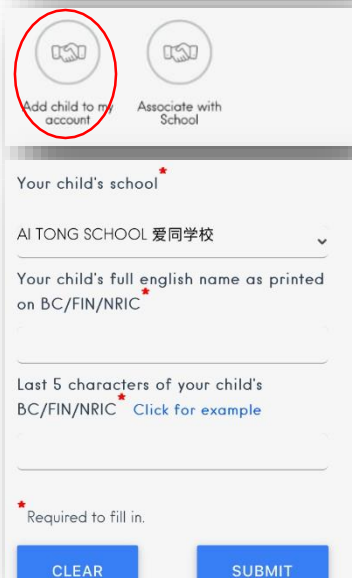 Add child to my
account
Associate with
School
Your child's school*
AI TONG SCHOOL 爱同学校
Your child's full english name as printed
on BC/FIN/NRIC*
Last 5 characters of your child's
BC/FIN/NRIC* Click for example
*Required to fill in.
CLEAR
SUBMIT